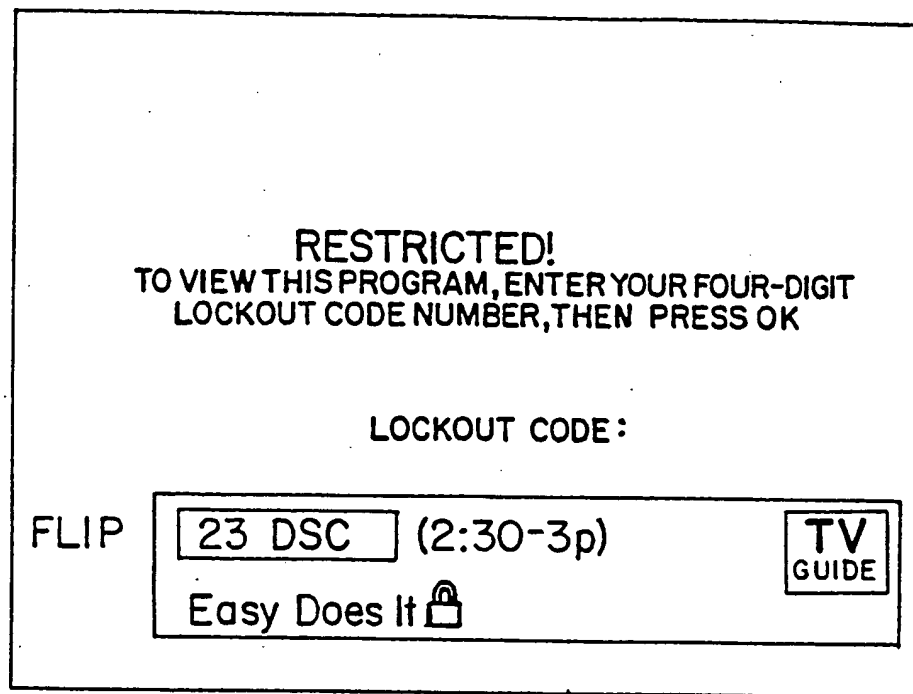 RESTRICTED!
TO VIEW THIS PROGRAM, ENTER YOUR FOUR-DIGIT
LOCKOUT CODE NUMBER, THEN PRESS OK
LOCKOUT CODE:
FLIP 23 DSC (2:30-3p) TV
GUIDE
Easy Does It